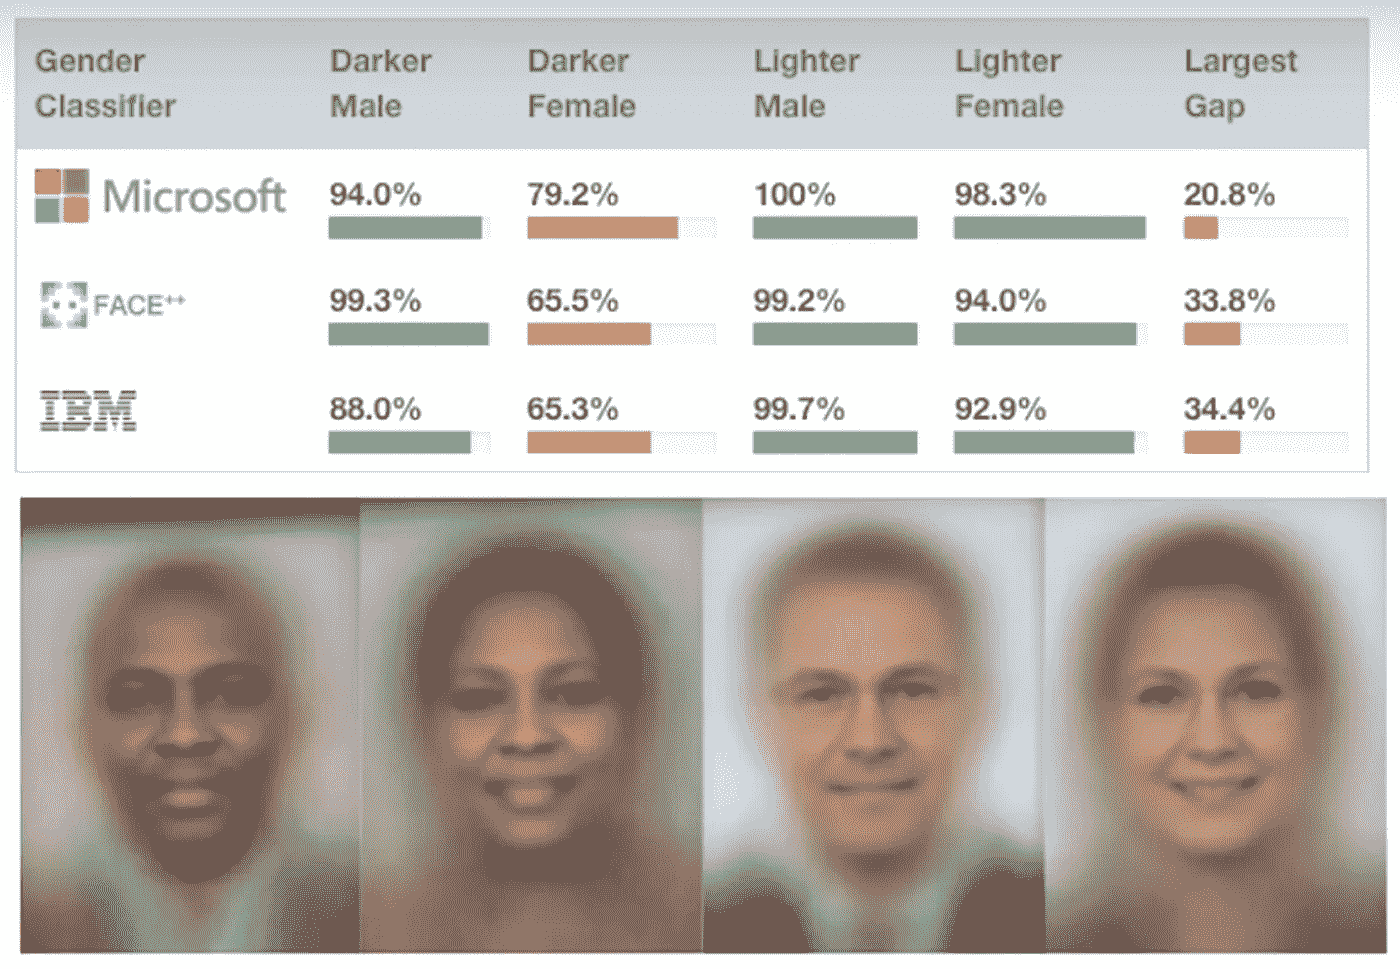 Gender Classifier Darker Male Darker Female Lighter Male Lighter Female Largest Gap
Microsoft 94.0% 79.2% 100% 98.3% 20.8%
FACE++ 99.3% 65.5% 99.2% 94.0% 33.8%
IBM 88.0% 65.3% 99.7% 92.9% 34.4%